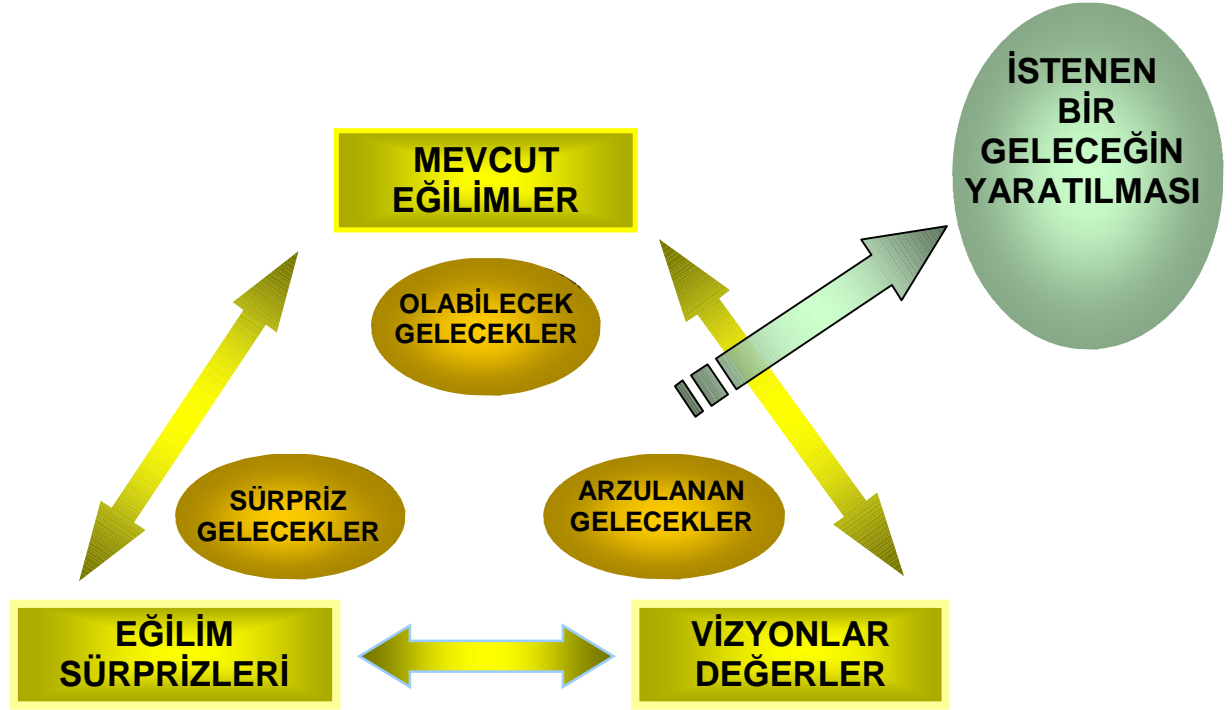 İSTENEN
BİR
GELECEĞİN
YARATILMASI
MEVCUT
EĞİLİMLER
OLABİLECEK
GELECEKLER
SÜRPRİZ
GELECEKLER
ARZULANAN
GELECEKLER
EĞİLİM
SÜRPRİZLERİ
VİZYONLAR
DEĞERLER